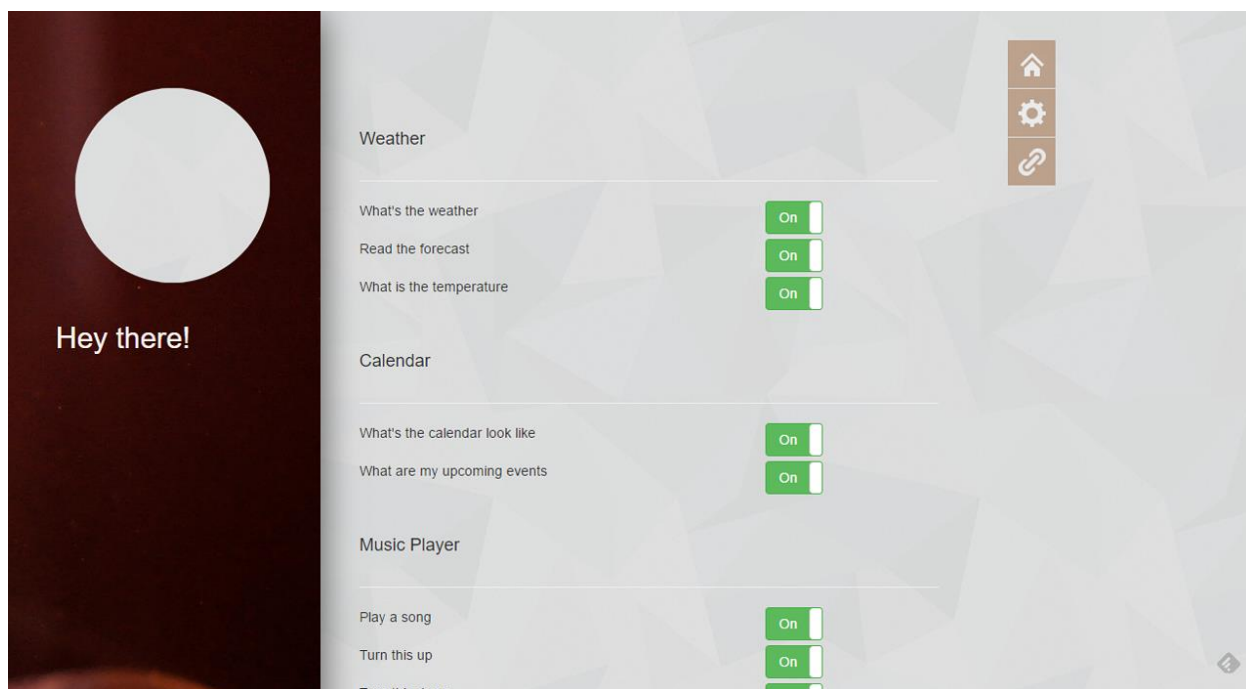 Weather
What's the weather
On
Read the forecast
On
What is the temperature
On
Hey there!
Calendar
What's the calendar look like
On
What are my upcoming events
On
Music Player
Play a song
On
Turn this up
On